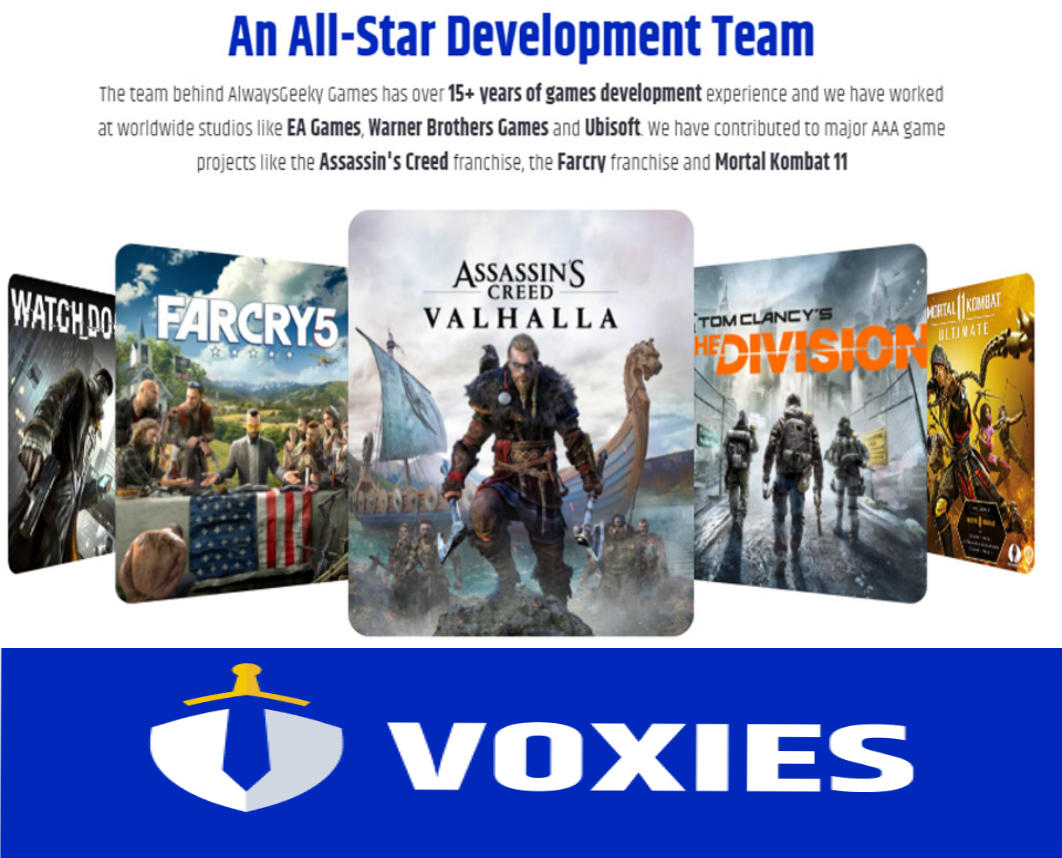 An All-Star Development Team
The team behind AlwaysGeeky Games has over 15+ years of games development experience and we have worked
at worldwide studios like EA Games, Warner Brothers Games and Ubisoft. We have contributed to major AAA game
projects like the Assassin's Creed franchise, the Farcry franchise and Mortal Kombat 11
WATCH_DO
FARCRY5
ASSASSIN'S
CREED
VALHALLA
TOM CLANCY'S
HE DIVISION
MORTAL 11 KOMBAT
ULTIMATE
VOXIES